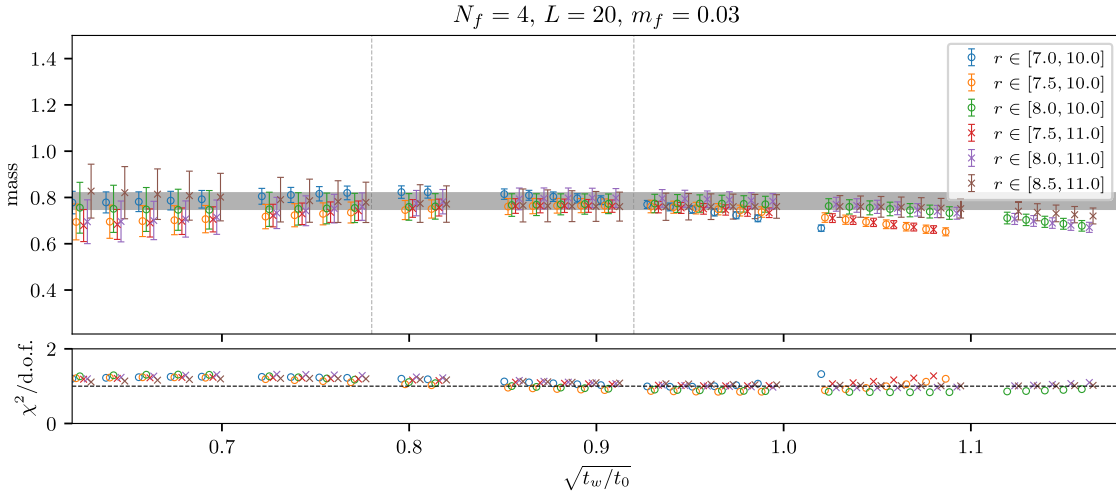 N_f = 4, L = 20, m_f = 0.03
mass
1.4
1.2
1.0
0.8
0.6
0.4
r ∈ [7.0, 10.0]
r ∈ [7.5, 10.0]
r ∈ [8.0, 10.0]
r ∈ [7.5, 11.0]
r ∈ [8.0, 11.0]
r ∈ [8.5, 11.0]
χ²/d.o.f.
2
1
0
0.7 0.8 0.9 1.0 1.1
√t_w/t_0